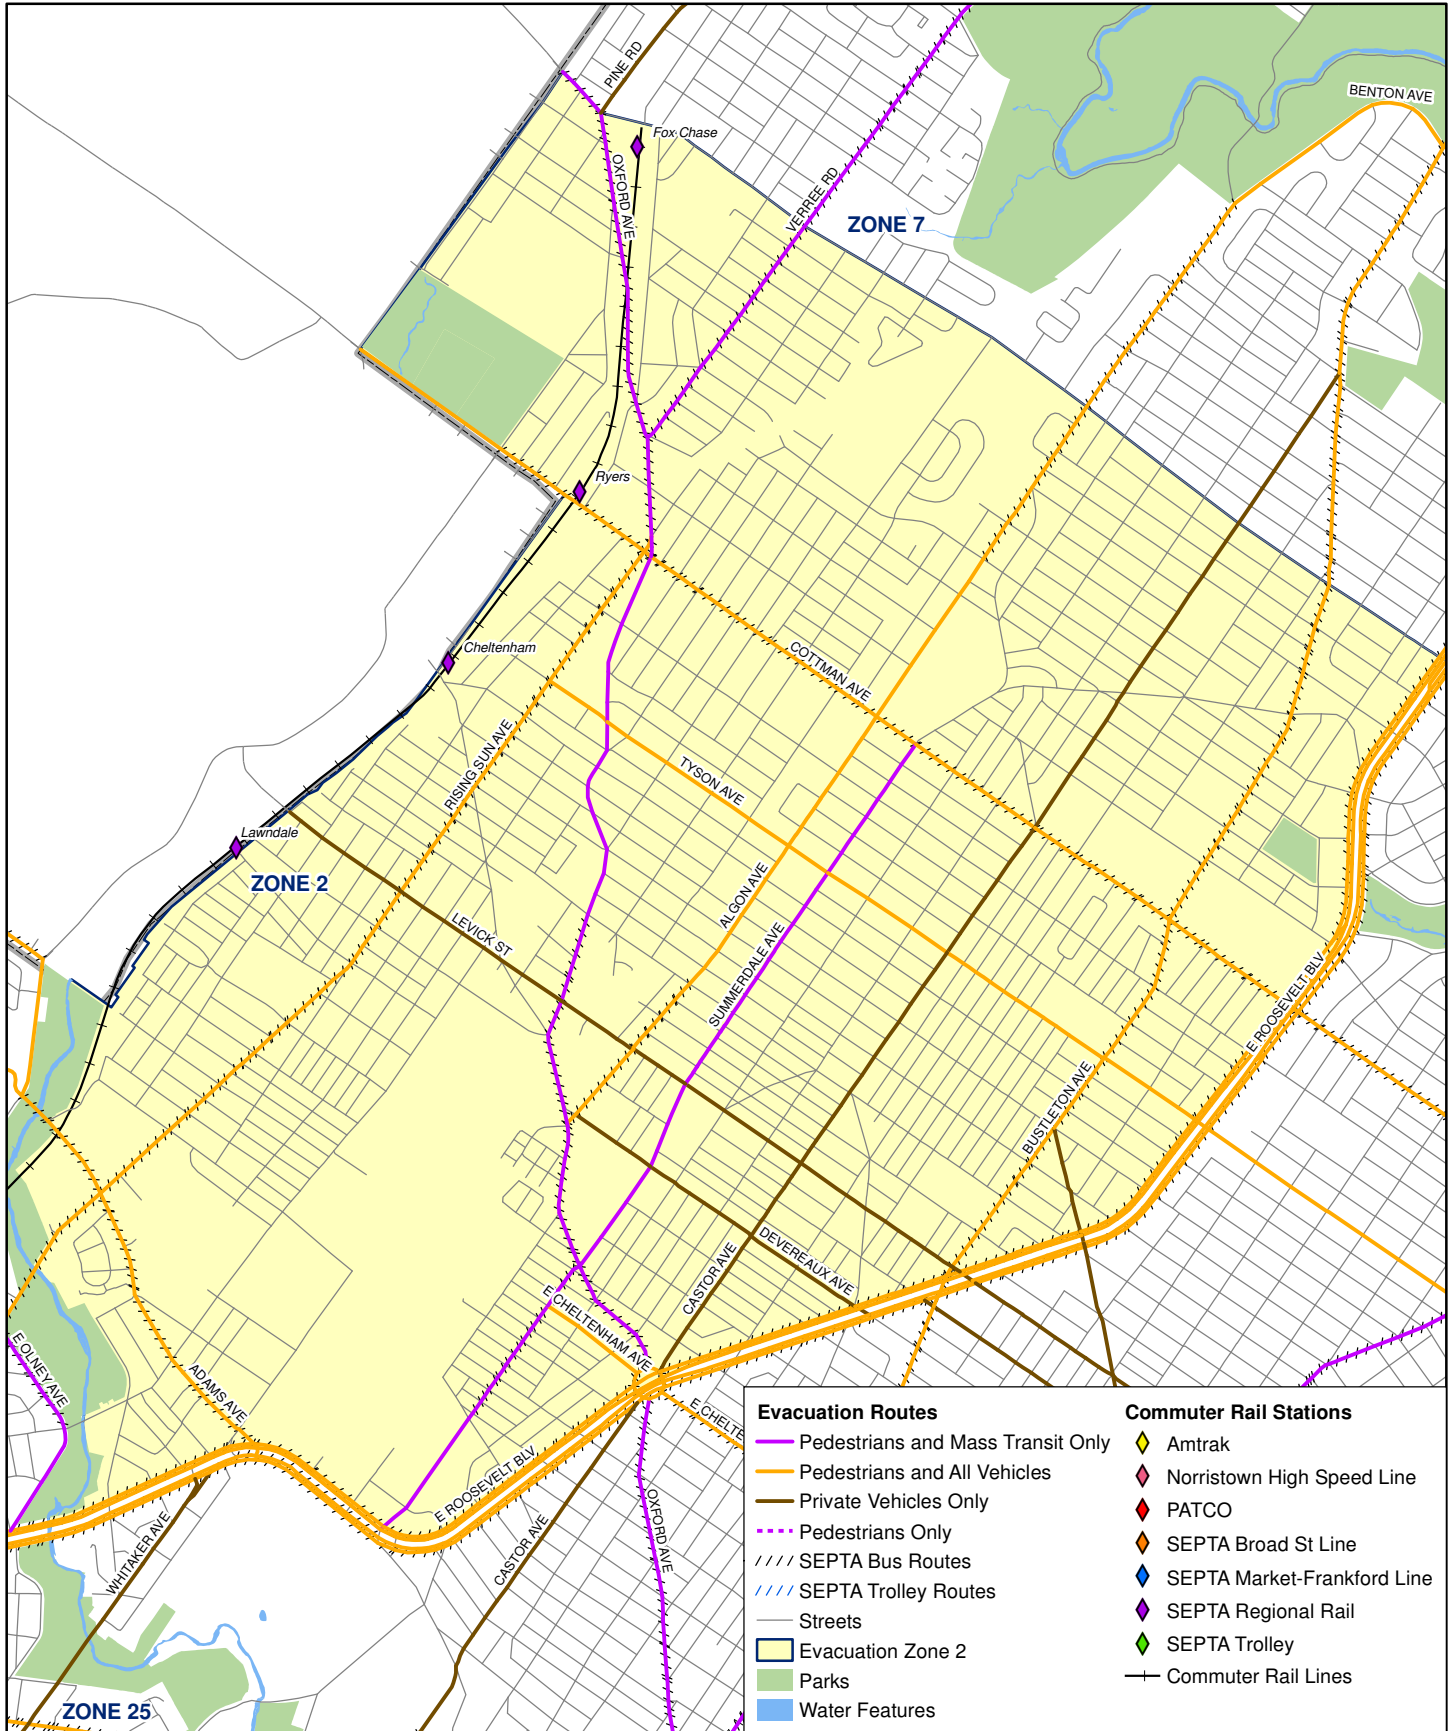 PINE RD
BENTON AVE
Fox Chase
OXFORD AVE
VERREE RD
ZONE 7
Ryers
Cheltenham
COTTMAN AVE
RISING SUN AVE
TYSON AVE
Lawndale
ZONE 2
LEVICK ST
ALGON AVE
SUMMERDALE AVE
E ROOSEVELT BLV
BUSTLETON AVE
DEVEREAUX AVE
CASTOR AVE
E CHELTENHAM AVE
E OLNEY AVE
ADAMS AVE
E CHELTE
E ROOSEVELT BLV
OXFORD AVE
CASTOR AVE
WHITAKER AVE
ZONE 25
Evacuation Routes
Pedestrians and Mass Transit Only
Pedestrians and All Vehicles
Private Vehicles Only
Pedestrians Only
SEPTA Bus Routes
SEPTA Trolley Routes
Streets
Evacuation Zone 2
Parks
Water Features
Commuter Rail Stations
Amtrak
Norristown High Speed Line
PATCO
SEPTA Broad St Line
SEPTA Market-Frankford Line
SEPTA Regional Rail
SEPTA Trolley
Commuter Rail Lines